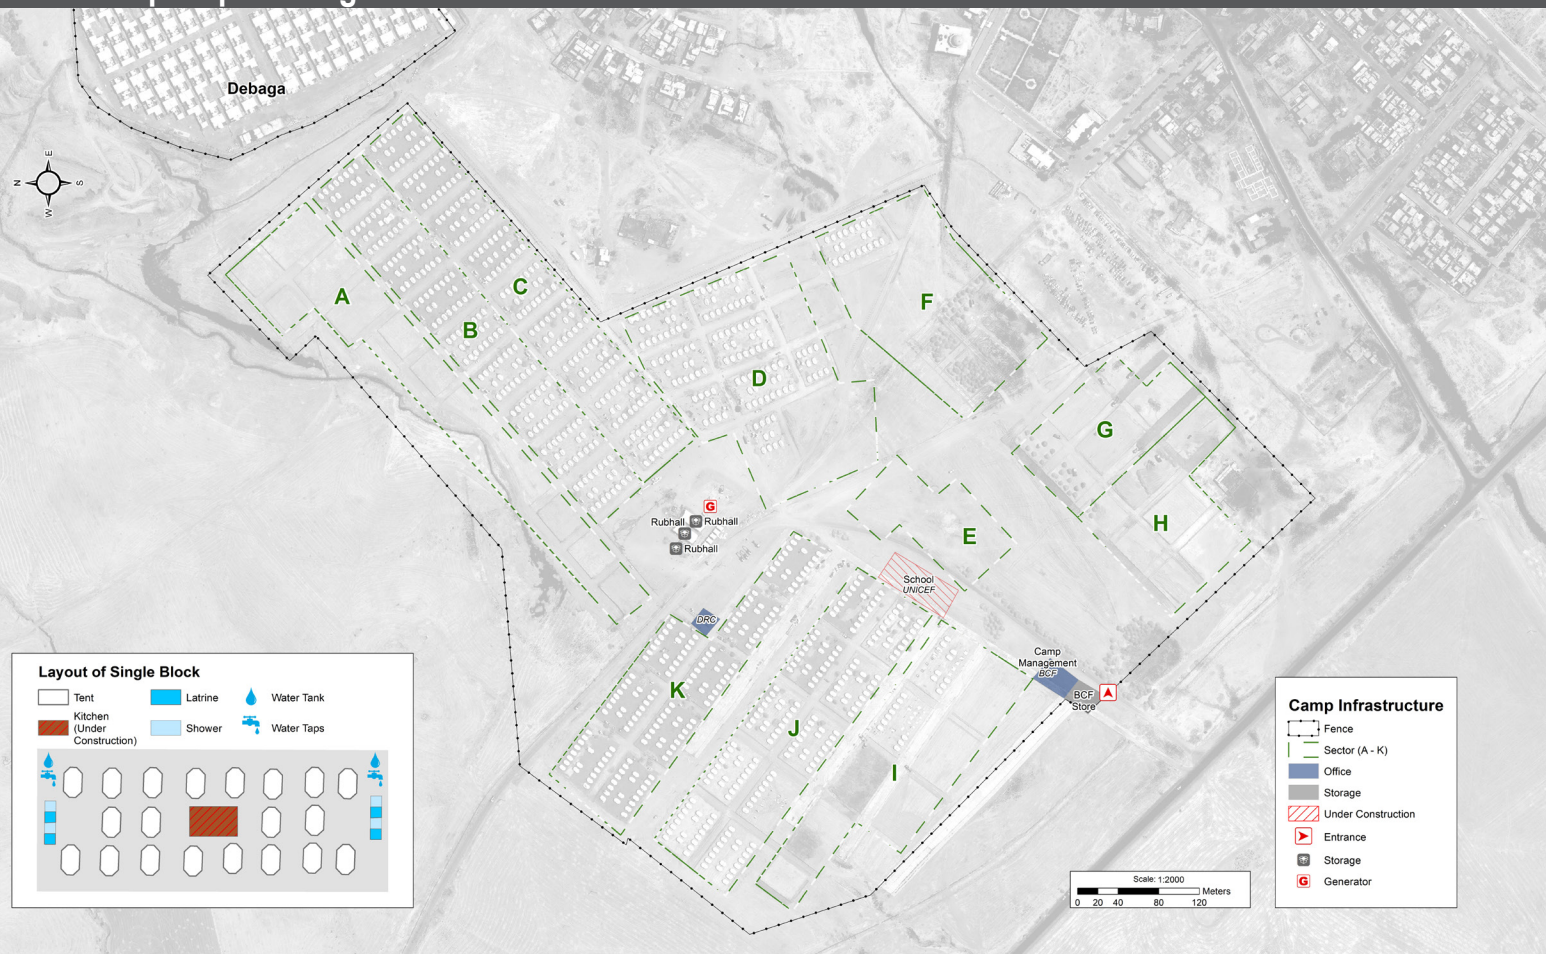 Debaga
E
N
S
W
A
B
C
D
F
G
H
E
G
Rubhall
Rubhall
Rubhall
School
UNICEF
DRC
Camp
Management
BCF
BCF
Store
K
J
I
Layout of Single Block
Tent
Latrine
Water Tank
Kitchen
(Under
Construction)
Shower
Water Taps
Camp Infrastructure
Fence
Sector (A - K)
Office
Storage
Under Construction
Entrance
Storage
G
Generator
Scale: 1:2000
Meters
0 20 40 80 120